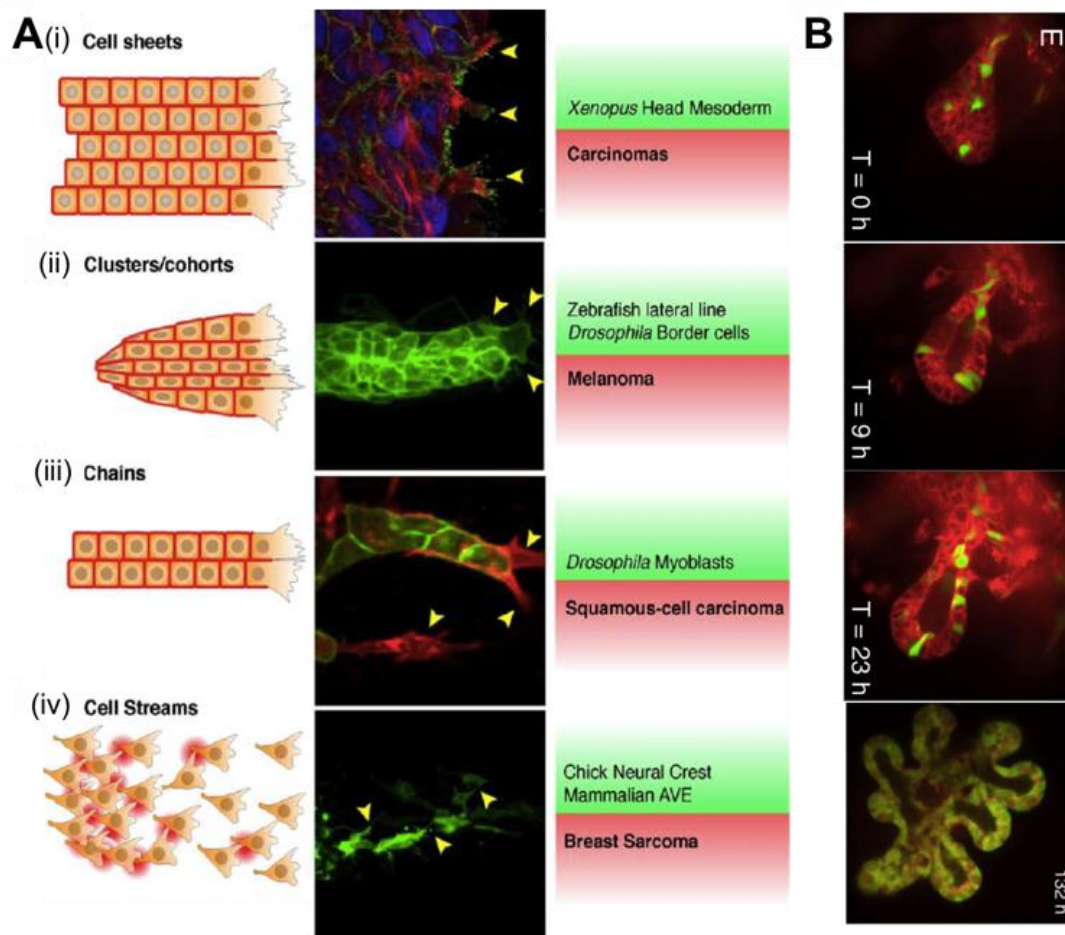 A (i) Cell sheets
Xenopus Head Mesoderm
Carcinomas
(ii) Clusters/cohorts
Zebrafish lateral line
Drosophila Border cells
Melanoma
(iii) Chains
Drosophila Myoblasts
Squamous-cell carcinoma
(iv) Cell Streams
Chick Neural Crest
Mammalian AVE
Breast Sarcoma
B
E
T = 0 h
T = 9 h
T = 23 h
132 h